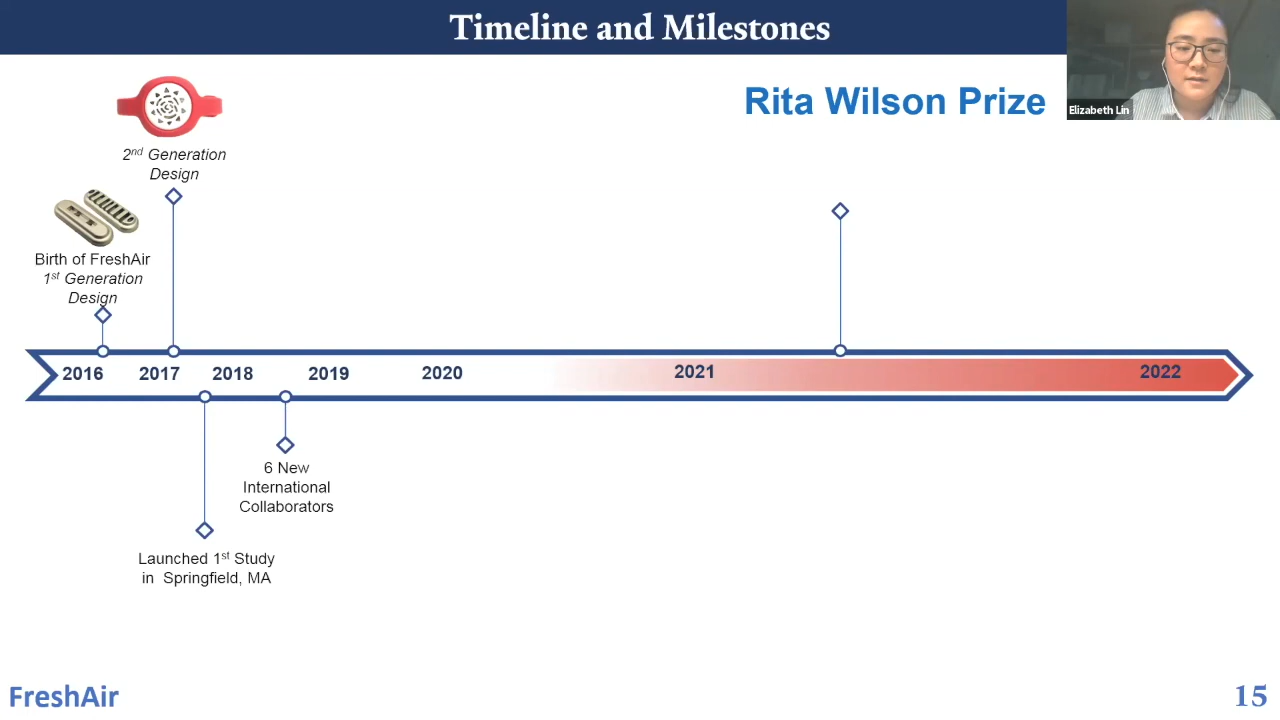 Timeline and Milestones
Elizabeth Lin
Rita Wilson Prize
2nd Generation
Design
Birth of FreshAir
1st Generation
Design
2016 2017 2018 2019 2020 2021 2022
6 New
International
Collaborators
Launched 1st Study
in Springfield, MA
FreshAir
15